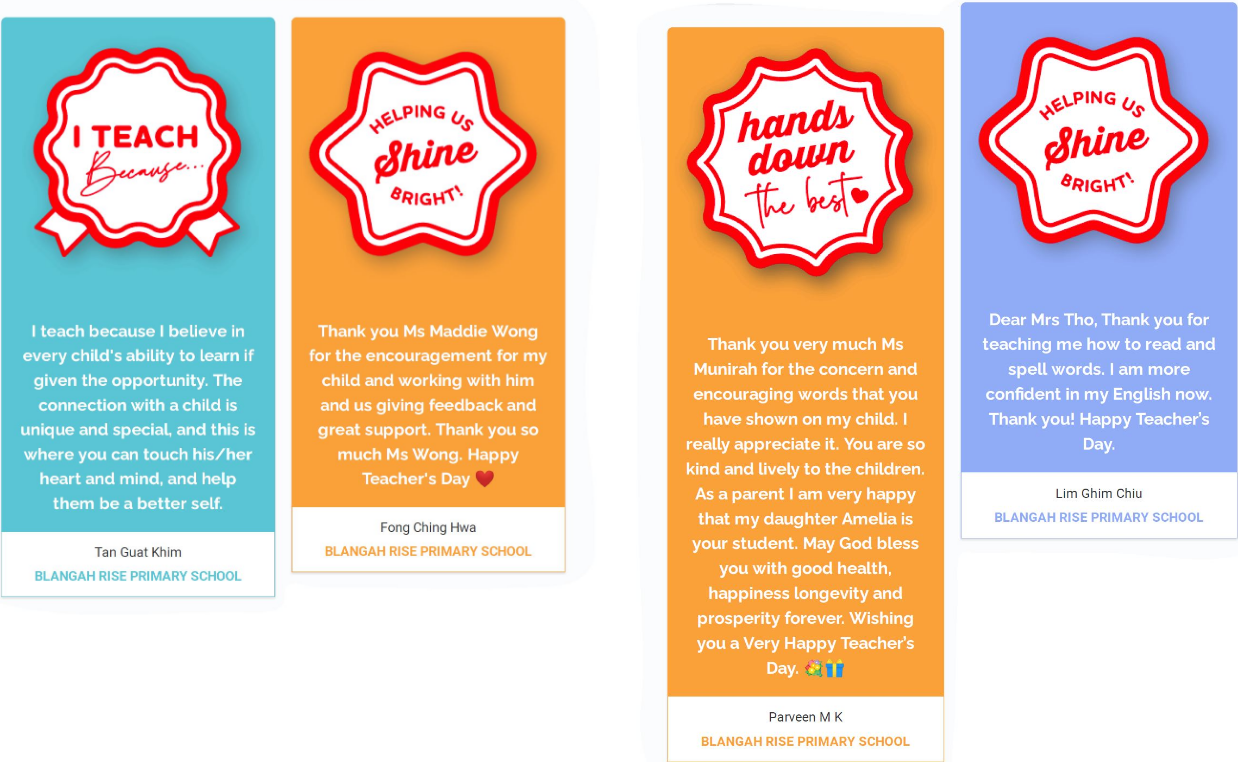 I TEACH
Because...
I teach because I believe in
every child's ability to learn if
given the opportunity. The
connection with a child is
unique and special, and this is
where you can touch his/her
heart and mind, and help
them be a better self.
Tan Guat Khim
BLANGAH RISE PRIMARY SCHOOL
HELPING US
Shine
BRIGHT!
Thank you Ms Maddie Wong
for the encouragement for my
child and working with him
and us giving feedback and
great support. Thank you so
much Ms Wong. Happy
Teacher's Day ❤️
Fong Ching Hwa
BLANGAH RISE PRIMARY SCHOOL
hands
down
the best
Thank you very much Ms
Munirah for the concern and
encouraging words that you
have shown on my child. I
really appreciate it. You are so
kind and lively to the children.
As a parent I am very happy
that my daughter Amelia is
your student. May God bless
you with good health,
happiness longevity and
prosperity forever. Wishing
you a Very Happy Teacher's
Day. 💐🎁
Parveen M K
BLANGAH RISE PRIMARY SCHOOL
HELPING US
Shine
BRIGHT!
Dear Mrs Tho, Thank you for
teaching me how to read and
spell words. I am more
confident in my English now.
Thank you! Happy Teacher's
Day.
Lim Ghim Chiu
BLANGAH RISE PRIMARY SCHOOL